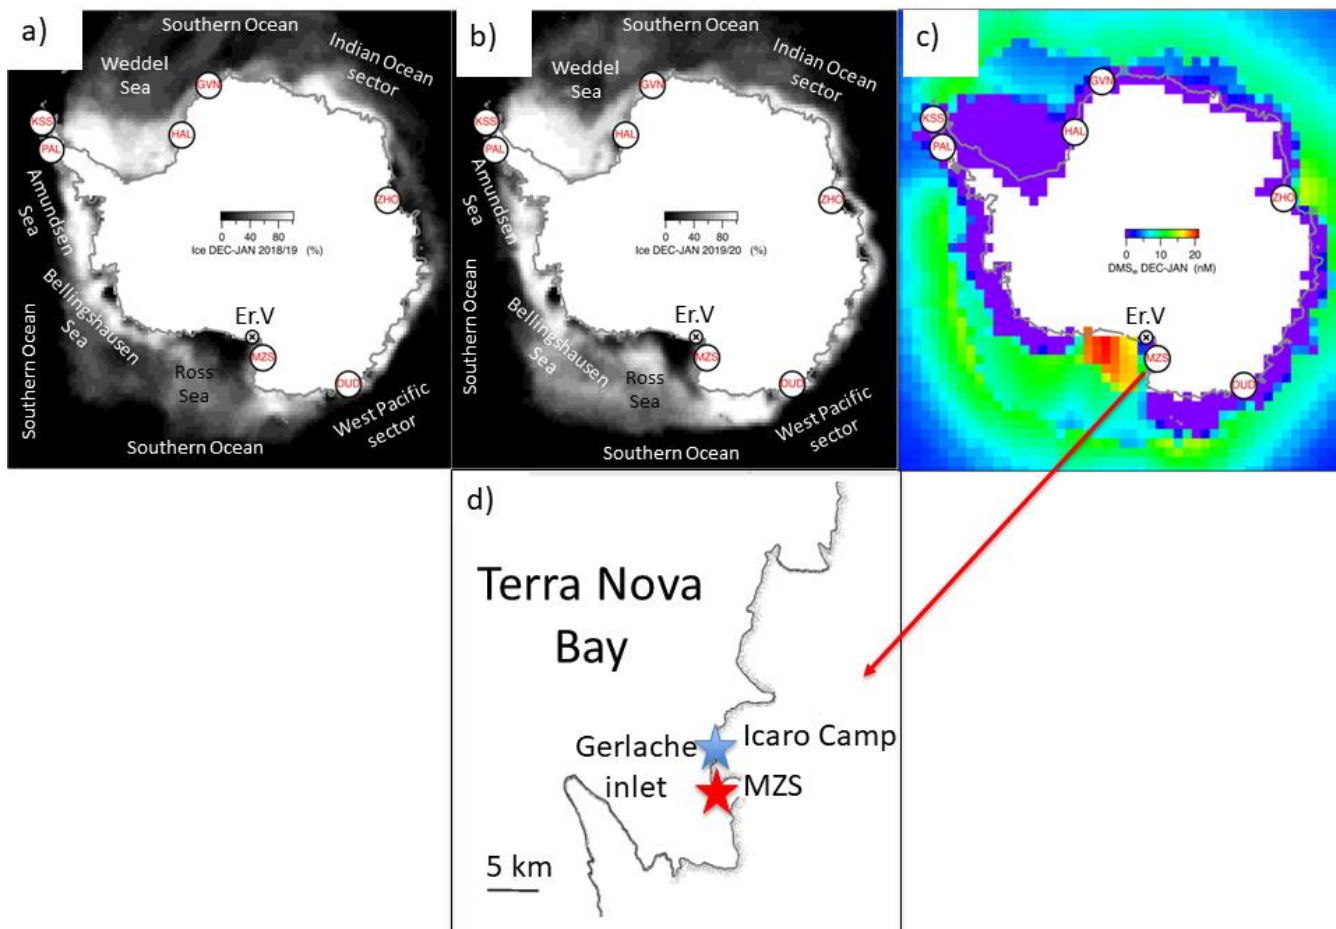 a)
Southern Ocean
Weddel
Sea
Indian Ocean
sector
GVN
KSS
HAL
PAL
Amundsen
Sea
ZHO
0 40 80
Ice DEC-JAN 2018/19 (%)
Bellingshausen
Sea
Southern Ocean
Er.V
MZS
Ross
Sea
DUD
West Pacific
sector
Southern Ocean
b)
Southern Ocean
Weddel
Sea
Indian Ocean
sector
GVN
KSS
HAL
PAL
Amundsen
Sea
ZHO
0 40 80
Ice DEC-JAN 2019/20 (%)
Bellingshausen
Sea
Southern Ocean
Er.V
MZS
Ross
Sea
DUD
West Pacific
sector
Southern Ocean
c)
GVN
KSS
HAL
PAL
ZHO
0 10 20
DMSw DEC-JAN (nM)
Er.V
MZS
DUD
d)
Terra Nova
Bay
Gerlache
inlet
Icaro Camp
MZS
5 km